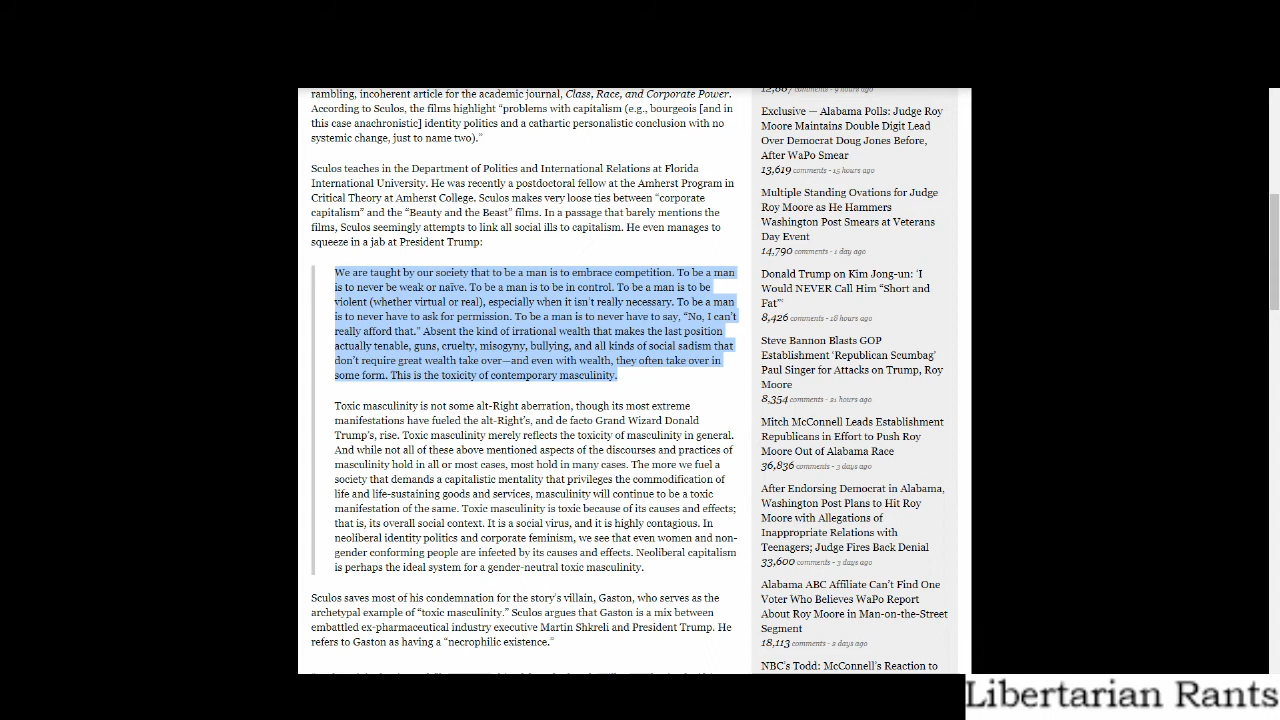 rambling, incoherent article for the academic journal, Class, Race, and Corporate Power.
According to Sculos, the films highlight “problems with capitalism (e.g., bourgeois [and in
this case anachronistic] identity politics and a cathartic personalistic conclusion with no
systemic change, just to name two).”
Sculos teaches in the Department of Politics and International Relations at Florida
International University. He was recently a postdoctoral fellow at the Amherst Program in
Critical Theory at Amherst College. Sculos makes very loose ties between “corporate
capitalism” and the “Beauty and the Beast” films. In a passage that barely mentions the
films, Sculos seemingly attempts to link all social ills to capitalism. He even manages to
squeeze in a jab at President Trump:
We are taught by our society that to be a man is to embrace competition. To be a man
is to never be weak or naïve. To be a man is to be in control. To be a man is to be
violent (whether virtual or real), especially when it isn’t really necessary. To be a man
is to never have to ask for permission. To be a man is to never have to say, “No, I can’t
really afford that.” Absent the kind of irrational wealth that makes the last position
actually tenable, guns, cruelty, misogyny, bullying, and all kinds of social sadism that
don’t require great wealth take over—and even with wealth, they often take over in
some form. This is the toxicity of contemporary masculinity.
Toxic masculinity is not some alt-Right aberration, though its most extreme
manifestations have fueled the alt-Right’s, and de facto Grand Wizard Donald
Trump’s, rise. Toxic masculinity merely reflects the toxicity of masculinity in general.
And while not all of these above mentioned aspects of the discourses and practices of
masculinity hold in all or most cases, most hold in many cases. The more we fuel a
society that demands a capitalistic mentality that privileges the commodification of
life and life-sustaining goods and services, masculinity will continue to be a toxic
manifestation of the same. Toxic masculinity is toxic because of its causes and effects;
that is, its overall social context. It is a social virus, and it is highly contagious. In
neoliberal identity politics and corporate feminism, we see that even women and non-
gender conforming people are infected by its causes and effects. Neoliberal capitalism
is perhaps the ideal system for a gender-neutral toxic masculinity.
Sculos saves most of his condemnation for the story’s villain, Gaston, who serves as the
archetypal example of “toxic masculinity.” Sculos argues that Gaston is a mix between
embattled ex-pharmaceutical industry executive Martin Shkreli and President Trump. He
refers to Gaston as having a “necrophilic existence.”
comments - 9 hours ago
Exclusive — Alabama Polls: Judge Roy
Moore Maintains Double Digit Lead
Over Democrat Doug Jones Before,
After WaPo Smear
13,619 comments - 15 hours ago
Multiple Standing Ovations for Judge
Roy Moore as He Hammers
Washington Post Smears at Veterans
Day Event
14,790 comments - 1 day ago
Donald Trump on Kim Jong-un: ‘I
Would NEVER Call Him “Short and
Fat”’
8,426 comments - 18 hours ago
Steve Bannon Blasts GOP
Establishment ‘Republican Scumbag’
Paul Singer for Attacks on Trump, Roy
Moore
8,354 comments - 21 hours ago
Mitch McConnell Leads Establishment
Republicans in Effort to Push Roy
Moore Out of Alabama Race
36,836 comments - 3 days ago
After Endorsing Democrat in Alabama,
Washington Post Plans to Hit Roy
Moore with Allegations of
Inappropriate Relations with
Teenagers; Judge Fires Back Denial
33,600 comments - 3 days ago
Alabama ABC Affiliate Can’t Find One
Voter Who Believes WaPo Report
About Roy Moore in Man-on-the-Street
Segment
18,113 comments - 2 days ago
NBC’s Todd: McConnell’s Reaction to
Libertarian Rants